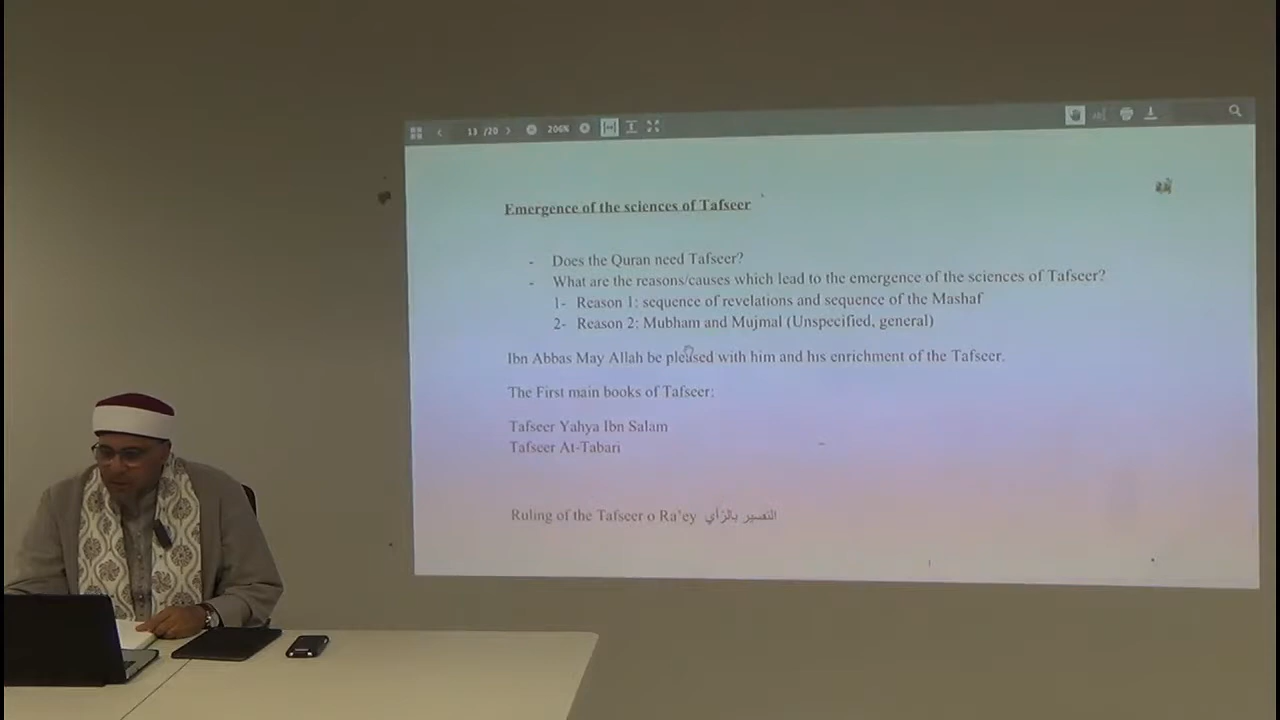 13 /20
206%
Emergence of the sciences of Tafseer
- Does the Quran need Tafseer?
- What are the reasons/causes which lead to the emergence of the sciences of Tafseer?
1- Reason 1: sequence of revelations and sequence of the Mashaf
2- Reason 2: Mubham and Mujmal (Unspecified, general)
Ibn Abbas May Allah be pleased with him and his enrichment of the Tafseer.
The First main books of Tafseer:
Tafseer Yahya Ibn Salam
Tafseer At-Tabari
Ruling of the Tafseer o Ra'ey التفسير بالرأي